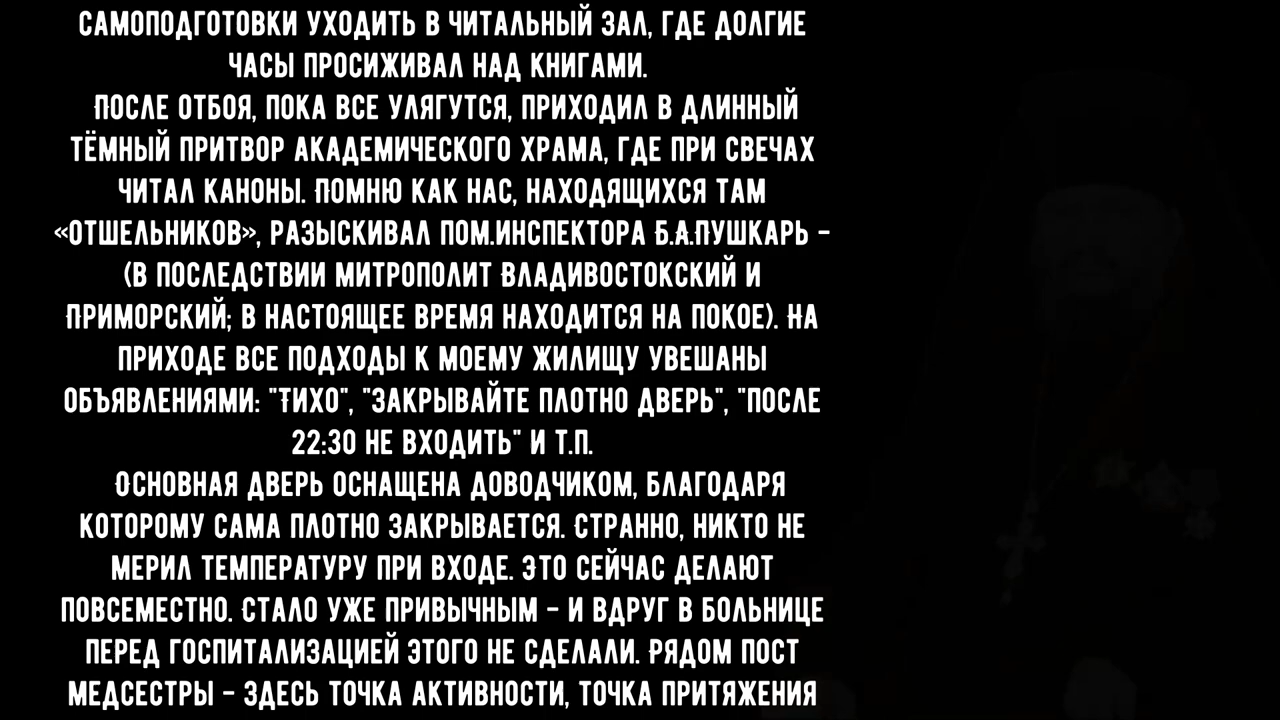 САМОПОДГОТОВКИ УХОДИТЬ В ЧИТАЛЬНЫЙ ЗАЛ, ГДЕ ДОЛГИЕ
ЧАСЫ ПРОСИЖИВАЛ НАД КНИГАМИ.
ПОСЛЕ ОТБОЯ, ПОКА ВСЕ УЛЯГУТСЯ, ПРИХОДИЛ В ДЛИННЫЙ
ТЁМНЫЙ ПРИТВОР АКАДЕМИЧЕСКОГО ХРАМА, ГДЕ ПРИ СВЕЧАХ
ЧИТАЛ КАНОНЫ. ПОМНЮ КАК НАС, НАХОДЯЩИХСЯ ТАМ
«ОТШЕЛЬНИКОВ», РАЗЫСКИВАЛ ПОМ.ИНСПЕКТОРА Б.А.ПУШКАРЬ –
(В ПОСЛЕДСТВИИ МИТРОПОЛИТ ВЛАДИВОСТОКСКИЙ И
ПРИМОРСКИЙ; В НАСТОЯЩЕЕ ВРЕМЯ НАХОДИТСЯ НА ПОКОЕ). НА
ПРИХОДЕ ВСЕ ПОДХОДЫ К МОЕМУ ЖИЛИЩУ УВЕШАНЫ
ОБЪЯВЛЕНИЯМИ: "ТИХО", "ЗАКРЫВАЙТЕ ПЛОТНО ДВЕРЬ", "ПОСЛЕ
22:30 НЕ ВХОДИТЬ" И Т.П.
ОСНОВНАЯ ДВЕРЬ ОСНАЩЕНА ДОВОДЧИКОМ, БЛАГОДАРЯ
КОТОРОМУ САМА ПЛОТНО ЗАКРЫВАЕТСЯ. СТРАННО, НИКТО НЕ
МЕРИЛ ТЕМПЕРАТУРУ ПРИ ВХОДЕ. ЭТО СЕЙЧАС ДЕЛАЮТ
ПОВСЕМЕСТНО. СТАЛО УЖЕ ПРИВЫЧНЫМ – И ВДРУГ В БОЛЬНИЦЕ
ПЕРЕД ГОСПИТАЛИЗАЦИЕЙ ЭТОГО НЕ СДЕЛАЛИ. РЯДОМ ПОСТ
МЕДСЕСТРЫ – ЗДЕСЬ ТОЧКА АКТИВНОСТИ, ТОЧКА ПРИТЯЖЕНИЯ